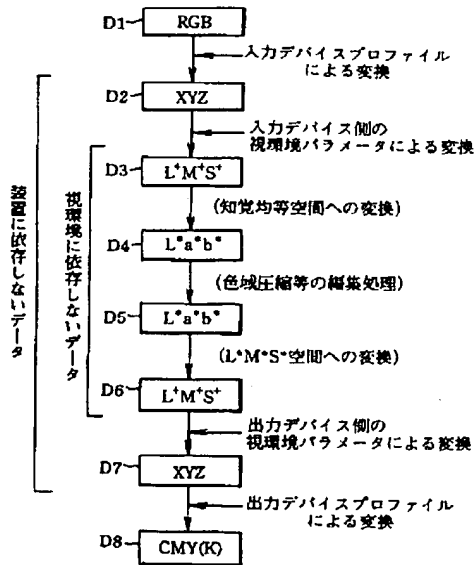 D1 RGB
入力デバイスプロファイル
による変換
D2 XYZ
入力デバイス側の
視環境パラメータによる変換
D3 L⁺M⁺S⁺
(知覚均等空間への変換)
D4 L*a*b*
(色域圧縮等の編集処理)
D5 L*a*b*
(L*M*S*空間への変換)
D6 L⁺M⁺S⁺
出力デバイス側の
視環境パラメータによる変換
D7 XYZ
出力デバイスプロファイル
による変換
D8 CMY(K)
装置に依存しないデータ
視環境に依存しないデータ